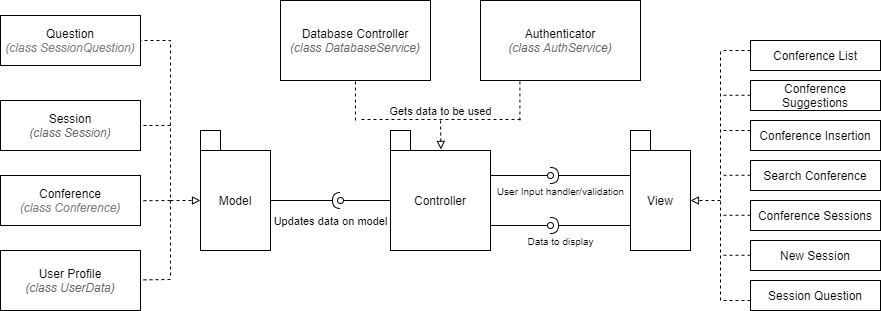 Question
(class SessionQuestion)
Session
(class Session)
Conference
(class Conference)
User Profile
(class UserData)
Database Controller
(class DatabaseService)
Authenticator
(class AuthService)
Gets data to be used
Model
Updates data on model
Controller
User Input handler/validation
Data to display
View
Conference List
Conference
Suggestions
Conference Insertion
Search Conference
Conference Sessions
New Session
Session Question